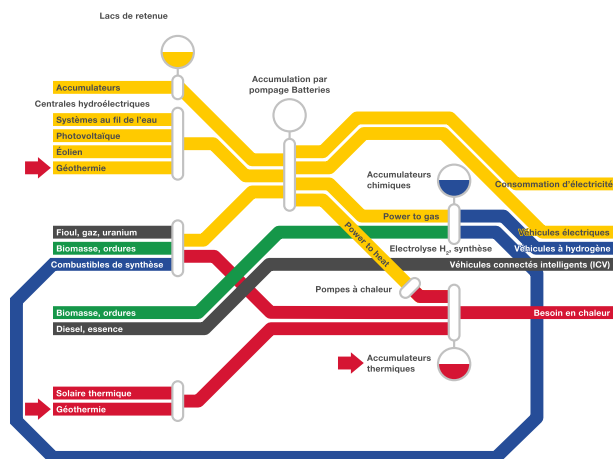 Lacs de retenue
Accumulation par
pompage Batteries
Accumulateurs
Centrales hydroélectriques
Systèmes au fil de l'eau
Photovoltaïque
Éolien
Géothermie
Accumulateurs
chimiques
Consommation d'électricité
Power to gas
Fioul, gaz, uranium
Véhicules électriques
Biomasse, ordures
Power to heat
Electrolyse H2, synthèse
Véhicules à hydrogène
Combustibles de synthèse
Véhicules connectés intelligents (ICV)
Pompes à chaleur
Biomasse, ordures
Besoin en chaleur
Diesel, essence
Accumulateurs
thermiques
Solaire thermique
Géothermie